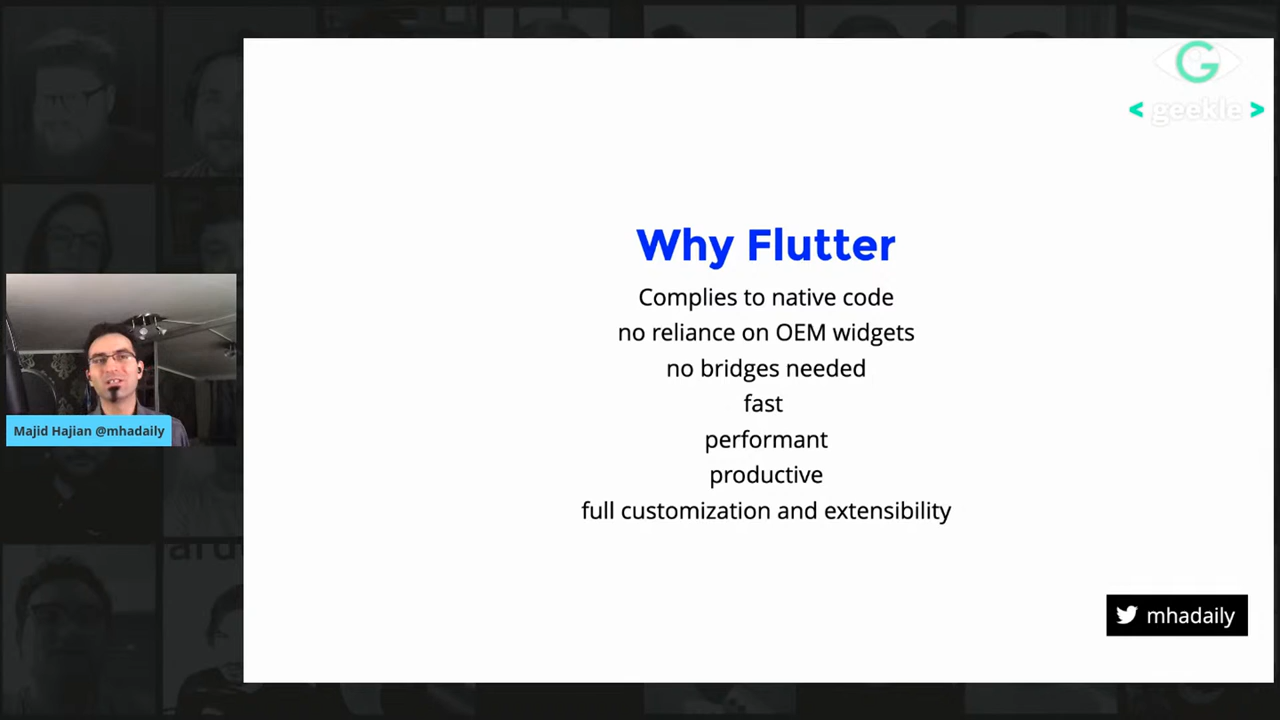 G
< geekle >
Why Flutter
Complies to native code
no reliance on OEM widgets
no bridges needed
fast
performant
productive
full customization and extensibility
Majid Hajian @mhadaily
mhadaily